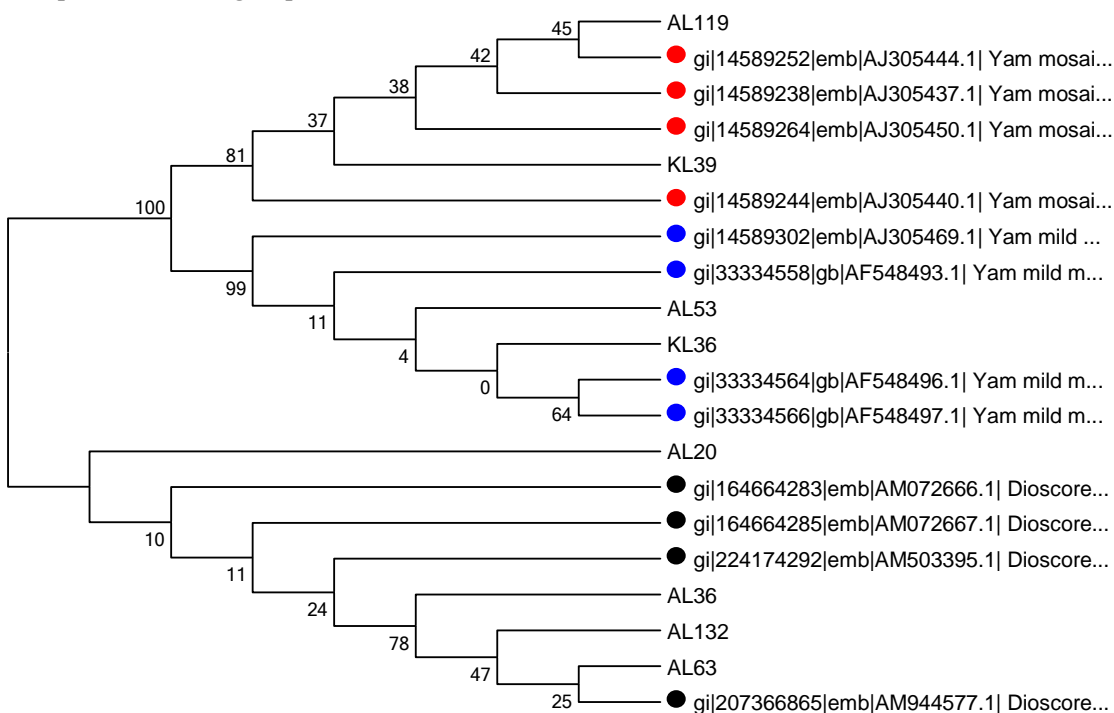 AL119
45
gi|14589252|emb|AJ305444.1| Yam mosai...
42
gi|14589238|emb|AJ305437.1| Yam mosai...
38
gi|14589264|emb|AJ305450.1| Yam mosai...
37
KL39
81
gi|14589244|emb|AJ305440.1| Yam mosai...
100
gi|14589302|emb|AJ305469.1| Yam mild ...
99
gi|33334558|gb|AF548493.1| Yam mild m...
11
AL53
4
KL36
0
gi|33334564|gb|AF548496.1| Yam mild m...
64
gi|33334566|gb|AF548497.1| Yam mild m...
AL20
gi|164664283|emb|AM072666.1| Dioscore...
10
gi|164664285|emb|AM072667.1| Dioscore...
11
gi|224174292|emb|AM503395.1| Dioscore...
24
AL36
78
AL132
47
AL63
25
gi|207366865|emb|AM944577.1| Dioscore...